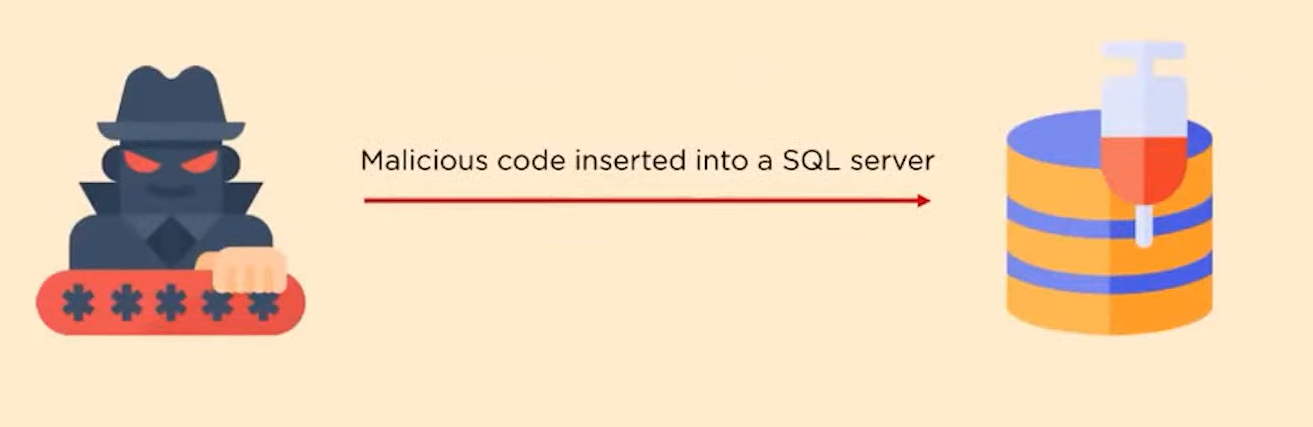 Malicious code inserted into a SQL server
*****